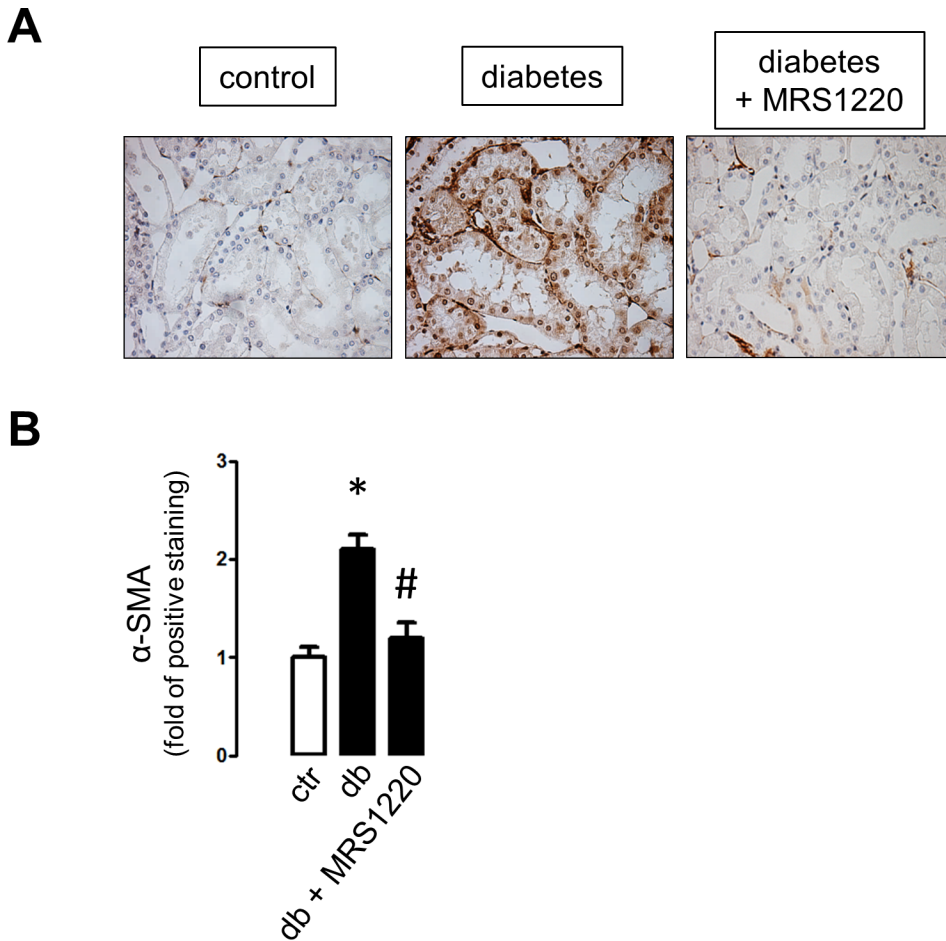 A
control
diabetes
diabetes
+ MRS1220
B
α-SMA
(fold of positive staining)
3
2
1
0
*
#
ctr
db
db + MRS1220